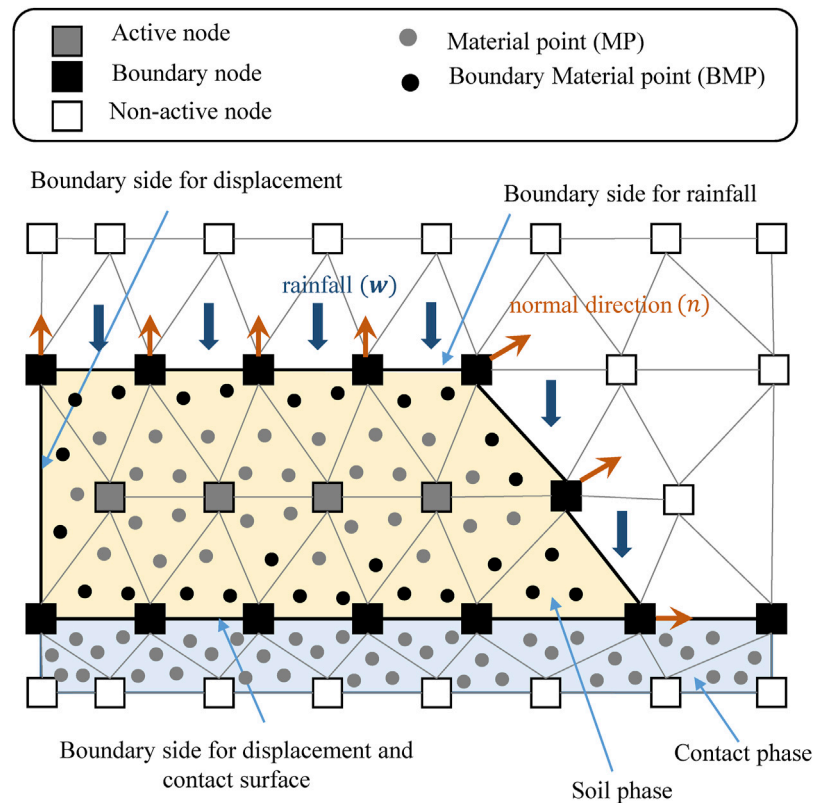 Active node
Boundary node
Non-active node
Material point (MP)
Boundary Material point (BMP)
Boundary side for displacement
Boundary side for rainfall
rainfall (w)
normal direction (n)
Boundary side for displacement and
contact surface
Soil phase
Contact phase